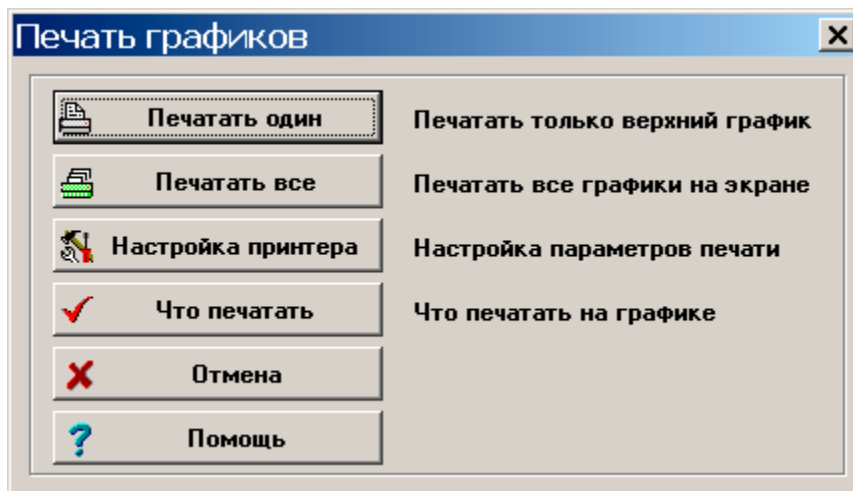 Печать графиков
Печатать один
Печатать только верхний график
Печатать все
Печатать все графики на экране
Настройка принтера
Настройка параметров печати
Что печатать
Что печатать на графике
Отмена
Помощь